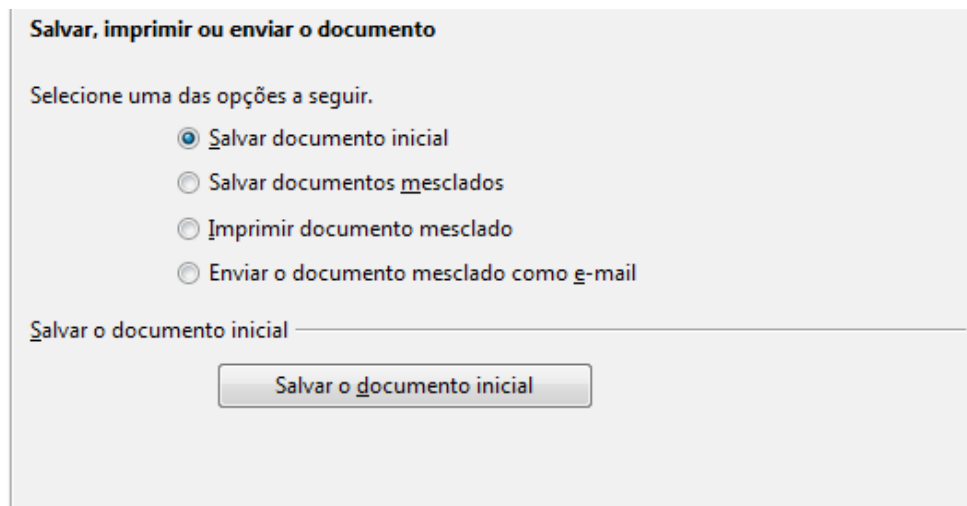 Salvar, imprimir ou enviar o documento
Selecione uma das opções a seguir.
Salvar documento inicial
Salvar documentos mesclados
Imprimir documento mesclado
Enviar o documento mesclado como e-mail
Salvar o documento inicial
Salvar o documento inicial